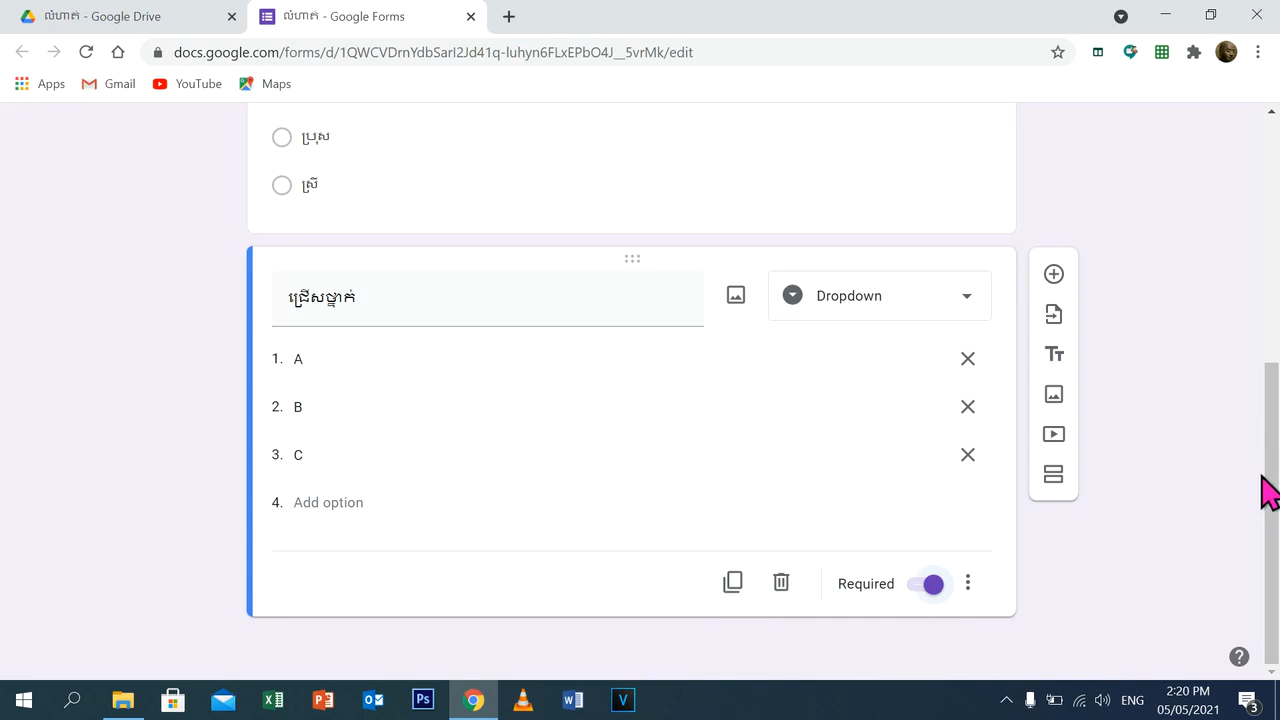 លំហាត់ - Google Drive
លំហាត់ - Google Forms
docs.google.com/forms/d/1QWCVDrnYdbSarI2Jd41q-Iuhyn6FLxEPbO4J__5vrMk/edit
Apps
Gmail
YouTube
Maps
ប្រុស
ស្រី
ជ្រើសថ្នាក់
Dropdown
1. A
2. B
3. C
4. Add option
Required
ENG
2:20 PM
05/05/2021
3